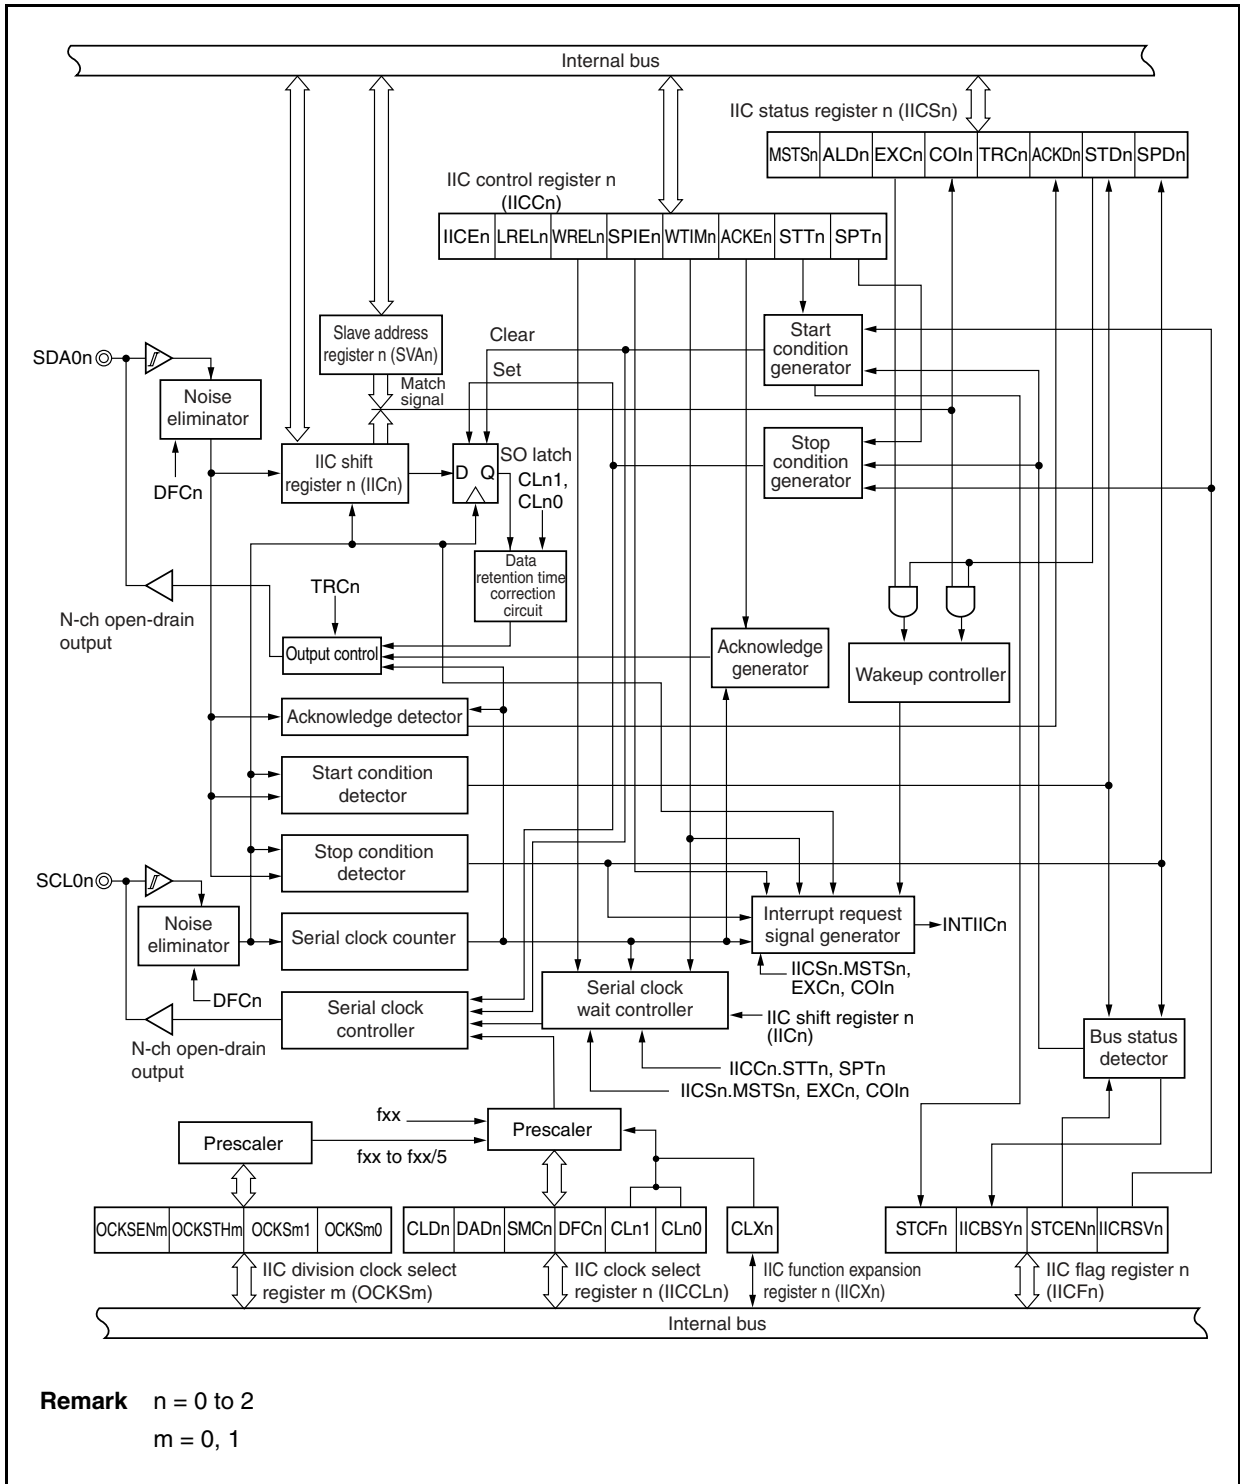 Internal bus
IIC status register n (IICSn)
MSTSn ALDn EXCn COIn TRCn ACKDn STDn SPDn
IIC control register n
(IICCn)
IICEn LRELn WRELn SPIEn WTIMn ACKEn STTn SPTn
Slave address
register n (SVAn)
Clear
Start
condition
generator
SDA0n
Set
Match
signal
Noise
eliminator
Stop
condition
generator
IIC shift
register n (IICn)
D Q
SO latch
CLn1,
CLn0
DFCn
Data
retention time
correction
circuit
TRCn
N-ch open-drain
output
Output control
Acknowledge
generator
Wakeup controller
Acknowledge detector
Start condition
detector
Stop condition
detector
SCL0n
Noise
eliminator
Serial clock counter
Interrupt request
signal generator
INTIICn
IICSn.MSTSn,
EXCn, COIn
DFCn
Serial clock
controller
Serial clock
wait controller
IIC shift register n
(IICn)
N-ch open-drain
output
Bus status
detector
IICCn.STTn, SPTn
IICSn.MSTSn, EXCn, COIn
fxx
Prescaler
Prescaler
fxx to fxx/5
OCKSENm OCKSTHm OCKSm1 OCKSm0
CLDn DADn SMCn DFCn CLn1 CLn0
CLXn
STCFn IICBSYn STCENn IICRSVn
IIC division clock select
register m (OCKSm)
IIC clock select
register n (IICCLn)
IIC function expansion
register n (IICXn)
IIC flag register n
(IICFn)
Internal bus
Remark n = 0 to 2
m = 0, 1